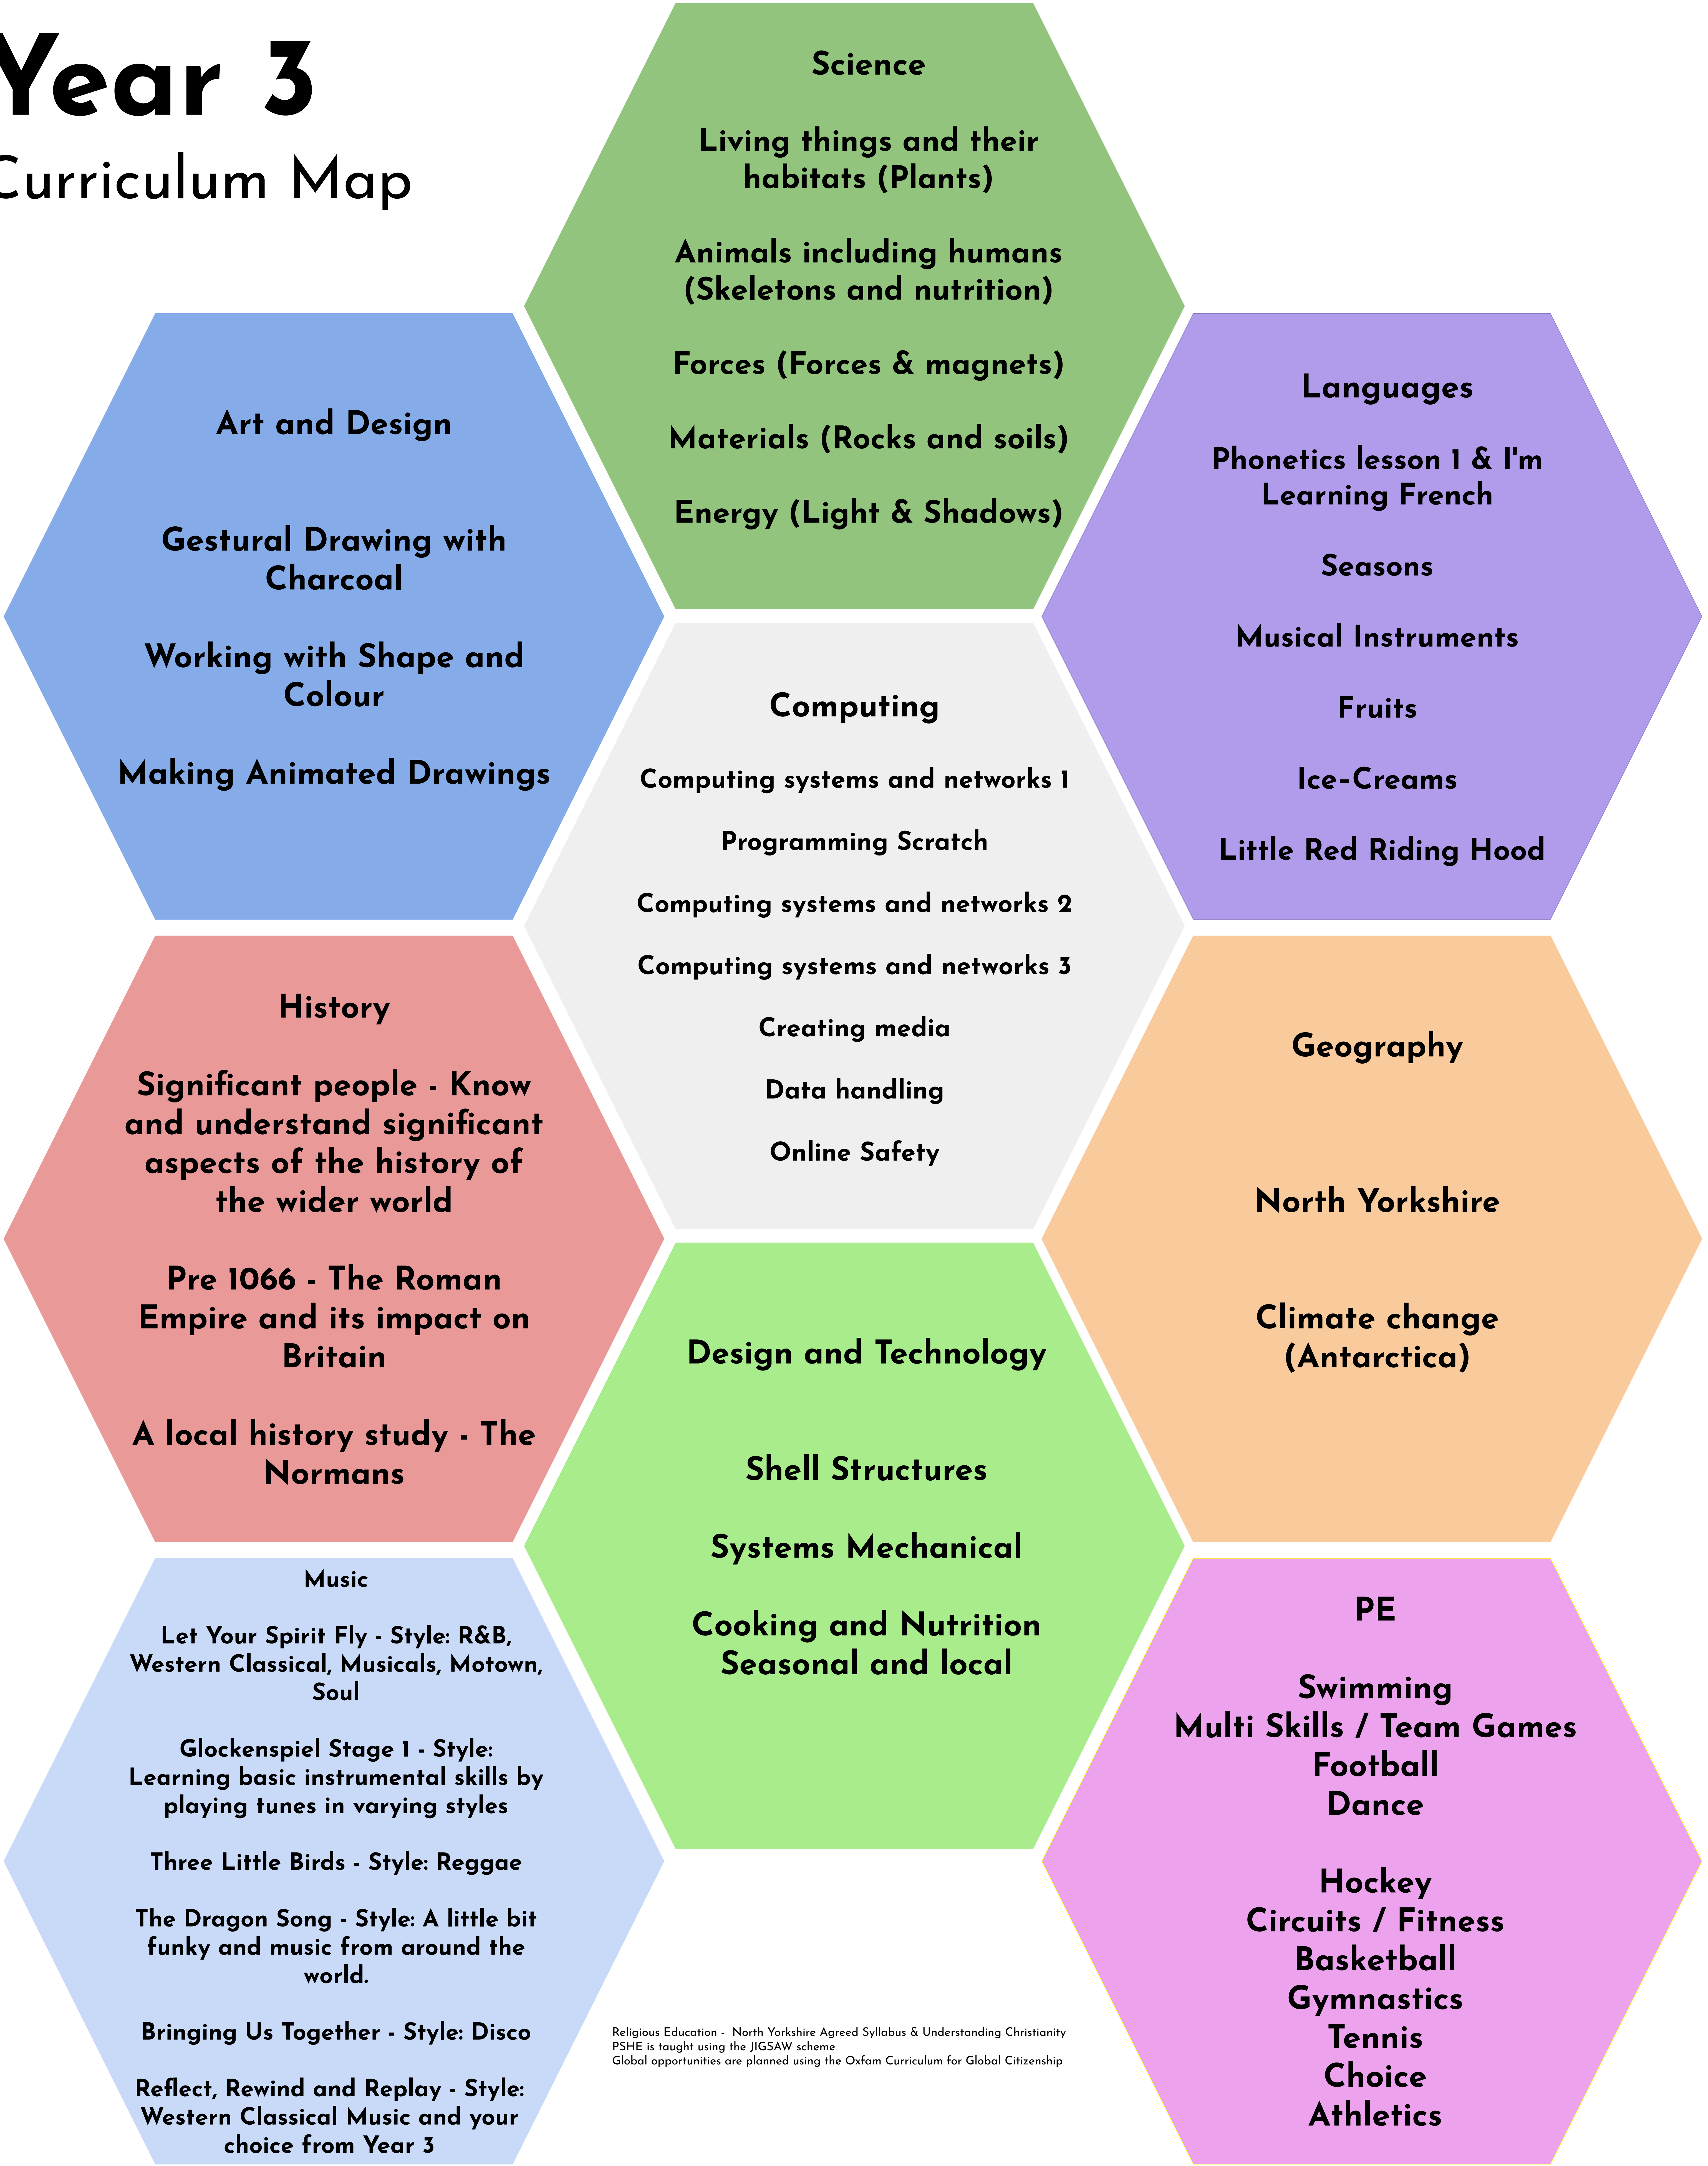 Year 3
Curriculum Map
Science
Living things and their
habitats (Plants)
Animals including humans
(Skeletons and nutrition)
Forces (Forces & magnets)
Materials (Rocks and soils)
Energy (Light & Shadows)
Art and Design
Gestural Drawing with
Charcoal
Working with Shape and
Colour
Making Animated Drawings
Languages
Phonetics lesson 1 & I'm
Learning French
Seasons
Musical Instruments
Fruits
Ice-Creams
Little Red Riding Hood
Computing
Computing systems and networks 1
Programming Scratch
Computing systems and networks 2
Computing systems and networks 3
Creating media
Data handling
Online Safety
History
Significant people - Know
and understand significant
aspects of the history of
the wider world
Pre 1066 - The Roman
Empire and its impact on
Britain
A local history study - The
Normans
Geography
North Yorkshire
Climate change
(Antarctica)
Design and Technology
Shell Structures
Systems Mechanical
Cooking and Nutrition
Seasonal and local
Music
Let Your Spirit Fly - Style: R&B,
Western Classical, Musicals, Motown,
Soul
Glockenspiel Stage 1 - Style:
Learning basic instrumental skills by
playing tunes in varying styles
Three Little Birds - Style: Reggae
The Dragon Song - Style: A little bit
funky and music from around the
world.
Bringing Us Together - Style: Disco
Reflect, Rewind and Replay - Style:
Western Classical Music and your
choice from Year 3
PE
Swimming
Multi Skills / Team Games
Football
Dance
Hockey
Circuits / Fitness
Basketball
Gymnastics
Tennis
Choice
Athletics
Religious Education -  North Yorkshire Agreed Syllabus & Understanding Christianity
PSHE is taught using the JIGSAW scheme
Global opportunities are planned using the Oxfam Curriculum for Global Citizenship